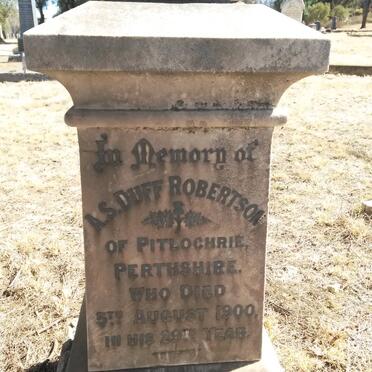 In Memory of
A.S. DUFF ROBERTSON
OF PITLOCHRIE,
PERTHSHIRE.
WHO DIED
5TH AUGUST 1900,
IN HIS 29TH YEAR.